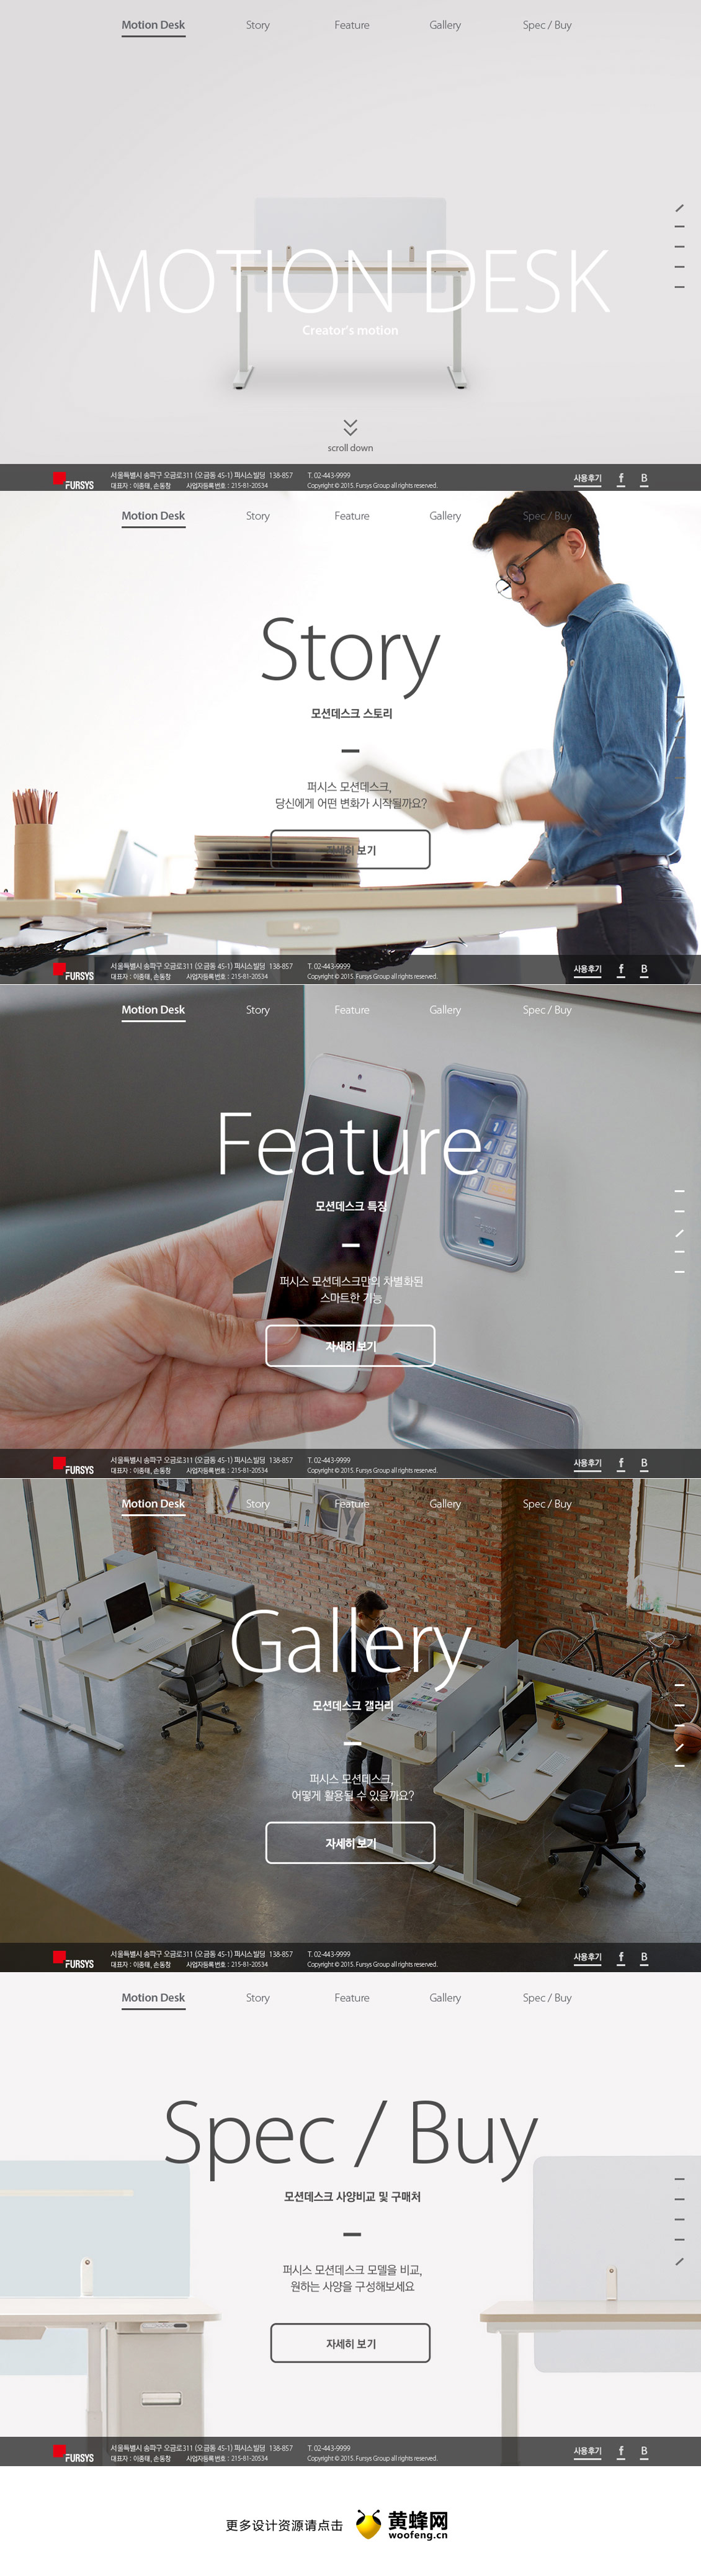 Motion Desk Story Feature Gallery Spec / Buy
MOTION DESK
Creator's motion
scroll down
FURSYS 서울특별시 송파구 오금로311 (오금동 45-1) 퍼시스빌딩 138-857 T. 02-443-9999 사용후기 f B
대표자 : 이종태, 손동창 사업자등록번호 : 215-81-20534 Copyright © 2015. Fursys Group all rights reserved.
Motion Desk Story Feature Gallery Spec / Buy
Story
모션데스크 스토리
퍼시스 모션데스크,
당신에게 어떤 변화가 시작될까요?
자세히 보기
FURSYS 서울특별시 송파구 오금로311 (오금동 45-1) 퍼시스빌딩 138-857 T. 02-443-9999 사용후기 f B
대표자 : 이종태, 손동창 사업자등록번호 : 215-81-20534 Copyright © 2015. Fursys Group all rights reserved.
Motion Desk Story Feature Gallery Spec / Buy
Feature
모션데스크 특징
퍼시스 모션데스크만의 차별화된
스마트한 기능
자세히 보기
FURSYS 서울특별시 송파구 오금로311 (오금동 45-1) 퍼시스빌딩 138-857 T. 02-443-9999 사용후기 f B
대표자 : 이종태, 손동창 사업자등록번호 : 215-81-20534 Copyright © 2015. Fursys Group all rights reserved.
Motion Desk Story Feature Gallery Spec / Buy
Gallery
모션데스크 갤러리
퍼시스 모션데스크,
어떻게 활용될 수 있을까요?
자세히 보기
FURSYS 서울특별시 송파구 오금로311 (오금동 45-1) 퍼시스빌딩 138-857 T. 02-443-9999 사용후기 f B
대표자 : 이종태, 손동창 사업자등록번호 : 215-81-20534 Copyright © 2015. Fursys Group all rights reserved.
Motion Desk Story Feature Gallery Spec / Buy
Spec / Buy
모션데스크 사양비교 및 구매처
퍼시스 모션데스크 모델을 비교,
원하는 사양을 구성해보세요
자세히 보기
FURSYS 서울특별시 송파구 오금로311 (오금동 45-1) 퍼시스빌딩 138-857 T. 02-443-9999 사용후기 f B
대표자 : 이종태, 손동창 사업자등록번호 : 215-81-20534 Copyright © 2015. Fursys Group all rights reserved.
更多设计资源请点击 黄蜂网
woofeng.cn